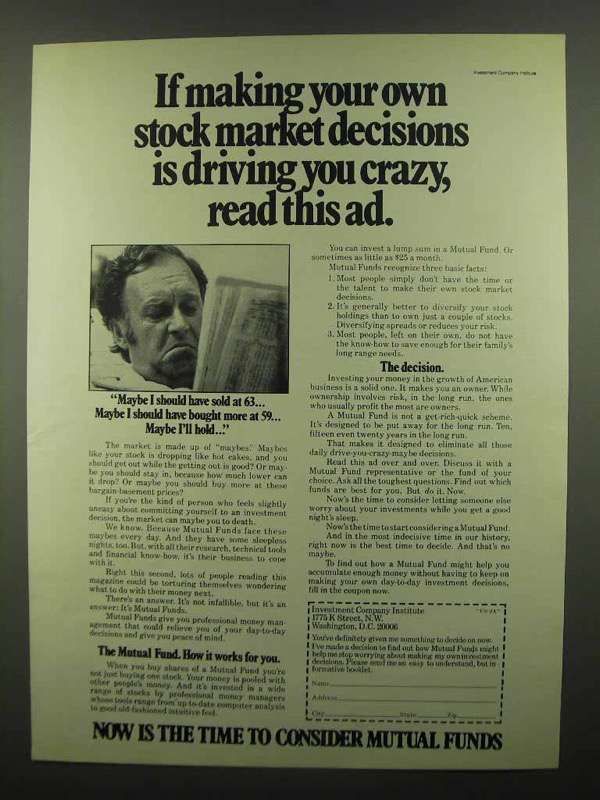 Investment Company Institute
If making your own
stock market decisions
is driving you crazy,
read this ad.
"Maybe I should have sold at 63...
Maybe I should have bought more at 59...
Maybe I'll hold..."
The market is made up of "maybes." Maybes
like your stock is dropping like hot cakes, and you
should get out while the getting out is good? Or may-
be you should stay in, because how much lower can
it drop? Or maybe you should buy more at these
bargain-basement prices?
If you're the kind of person who feels slightly
uneasy about committing yourself to an investment
decision, the market can maybe you to death.
We know. Because Mutual Funds face these
maybes every day. And they have some sleepless
nights, too. But, with all their research, technical tools
and financial know-how, it's their business to cope
with it.
Right this second, lots of people reading this
magazine could be torturing themselves wondering
what to do with their money next.
There's an answer. It's not infallible, but it's an
answer: It's Mutual Funds.
Mutual Funds give you professional money man-
agement that could relieve you of your day-to-day
decisions and give you peace of mind.
The Mutual Fund. How it works for you.
When you buy shares of a Mutual Fund you're
not just buying one stock. Your money is pooled with
other people's money. And it's invested in a wide
range of stocks by professional money managers
whose tools range from up-to-date computer analysis
to good old-fashioned intuitive feel.
You can invest a lump sum in a Mutual Fund. Or
sometimes as little as $25 a month.
Mutual Funds recognize three basic facts:
1. Most people simply don't have the time or
the talent to make their own stock market
decisions.
2. It's generally better to diversify your stock
holdings than to own just a couple of stocks.
Diversifying spreads or reduces your risk.
3. Most people, left on their own, do not have
the know-how to save enough for their family's
long range needs.
The decision.
Investing your money in the growth of American
business is a solid one. It makes you an owner. While
ownership involves risk, in the long run, the ones
who usually profit the most are owners.
A Mutual Fund is not a get-rich-quick scheme.
It's designed to be put away for the long run. Ten,
fifteen even twenty years in the long run.
That makes it designed to eliminate all those
daily drive-you-crazy-maybe decisions.
Read this ad over and over. Discuss it with a
Mutual Fund representative or the fund of your
choice. Ask all the toughest questions. Find out which
funds are best for you. But do it. Now.
Now's the time to consider letting someone else
worry about your investments while you get a good
night's sleep.
Now's the time to start considering a Mutual Fund.
And in the most indecisive time in our history,
right now is the best time to decide. And that's no
maybe.
To find out how a Mutual Fund might help you
accumulate enough money without having to keep on
making your own day-to-day investment decisions,
fill in the coupon now.
Investment Company Institute
1775 K Street, N.W.
Washington, D.C. 20006
You've definitely given me something to decide on now.
I've made a decision to find out how Mutual Funds might
help me stop worrying about making my own investment
decisions. Please send me an easy to understand, but in-
formative booklet.
Name
Address
City State Zip
NOW IS THE TIME TO CONSIDER MUTUAL FUNDS